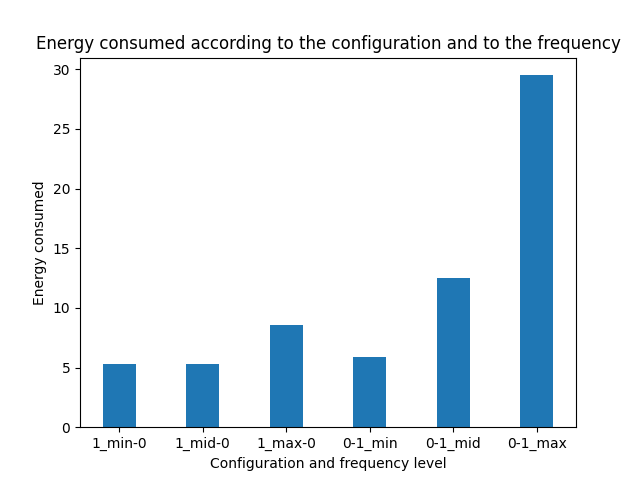 Energy consumed according to the configuration and to the frequency
30
25
20
15
10
5
0
Energy consumed
1_min-0 1_mid-0 1_max-0 0-1_min 0-1_mid 0-1_max
Configuration and frequency level